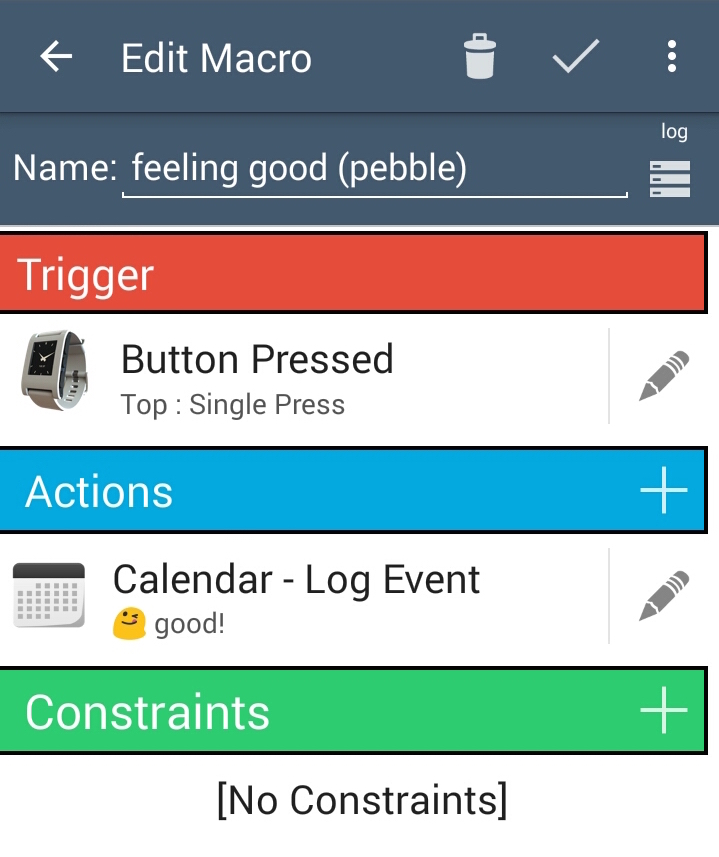 Edit Macro
log
Name: feeling good (pebble)
Trigger
Button Pressed
Top : Single Press
Actions
Calendar - Log Event
😋 good!
Constraints
[No Constraints]